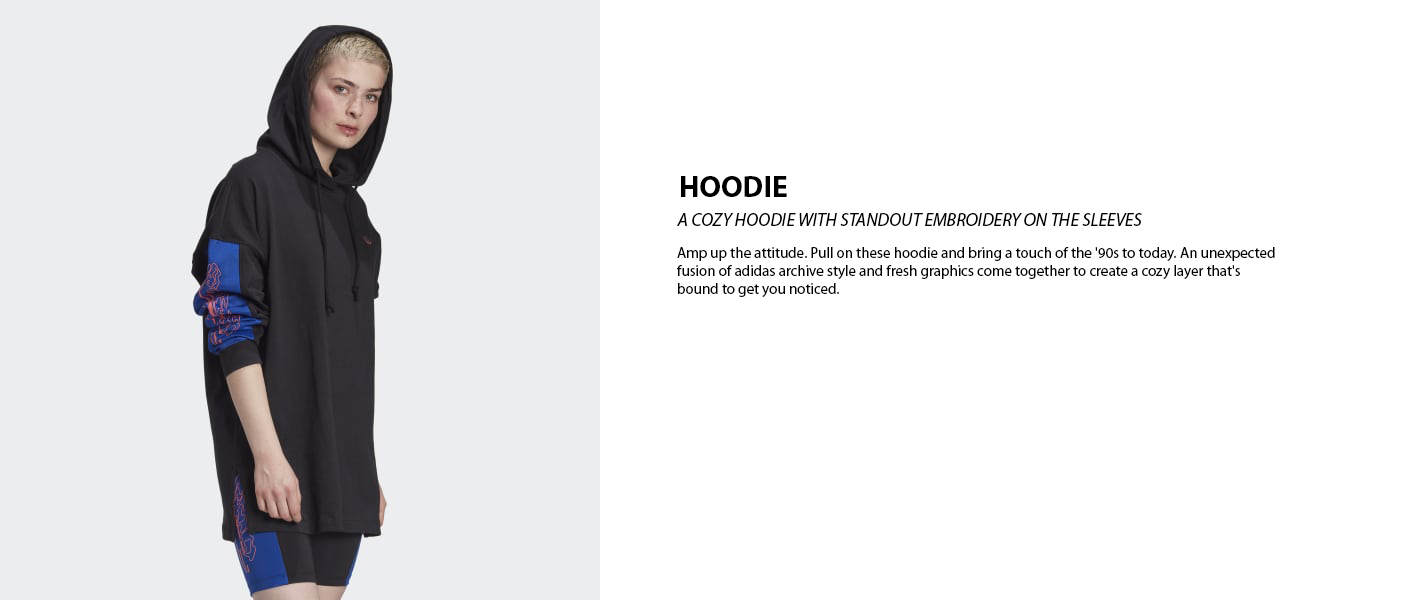 HOODIE
A COZY HOODIE WITH STANDOUT EMBROIDERY ON THE SLEEVES
Amp up the attitude. Pull on these hoodie and bring a touch of the '90s to today. An unexpected
fusion of adidas archive style and fresh graphics come together to create a cozy layer that's
bound to get you noticed.